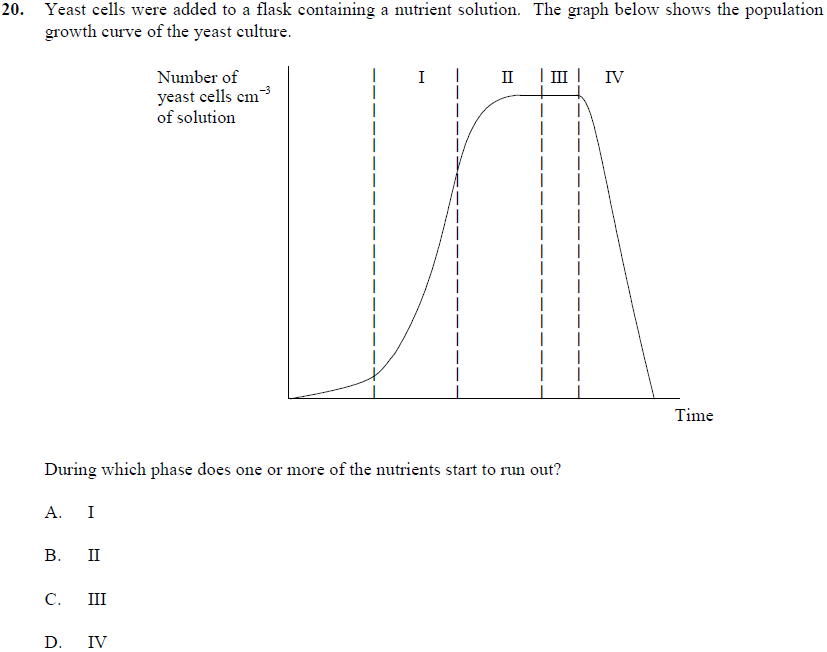 20. Yeast cells were added to a flask containing a nutrient solution. The graph below shows the population
growth curve of the yeast culture.
Number of
yeast cells cm⁻³
of solution
I II III IV
Time
During which phase does one or more of the nutrients start to run out?
A. I
B. II
C. III
D. IV